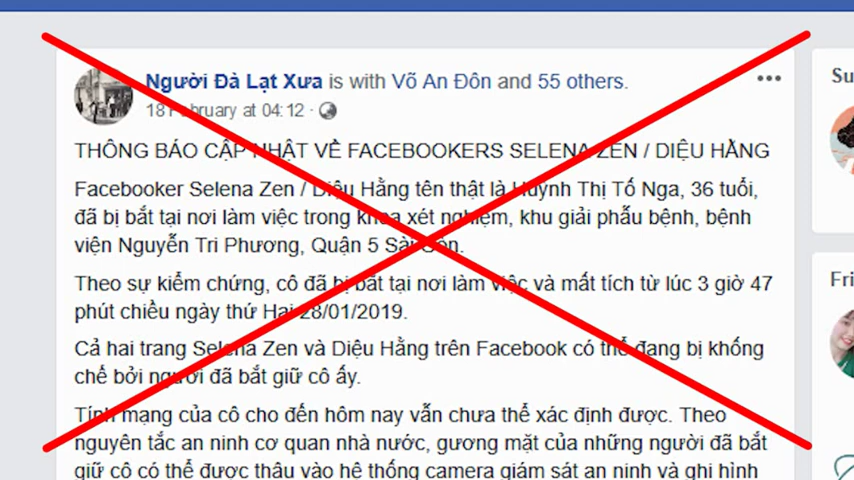 Người Đà Lạt Xưa is with Võ An Đôn and 55 others.
18 February at 04:12 ·
THÔNG BÁO CẬP NHẬT VỀ FACEBOOKERS SELENA ZEN / DIỆU HẰNG
Facebooker Selena Zen / Diệu Hằng tên thật là Huỳnh Thị Tố Nga, 36 tuổi,
đã bị bắt tại nơi làm việc trong khoa xét nghiệm, khu giải phẫu bệnh, bệnh
viện Nguyễn Tri Phương, Quận 5 Sài Gòn.
Theo sự kiểm chứng, cô đã bị bắt tại nơi làm việc và mất tích từ lúc 3 giờ 47
phút chiều ngày thứ Hai 28/01/2019.
Cả hai trang Selena Zen và Diệu Hằng trên Facebook có thể đang bị khống
chế bởi người đã bắt giữ cô ấy.
Tính mạng của cô cho đến hôm nay vẫn chưa thể xác định được. Theo
nguyên tắc an ninh cơ quan nhà nước, gương mặt của những người đã bắt
giữ cô có thể được thâu vào hệ thống camera giám sát an ninh và ghi hình
Su
Fri